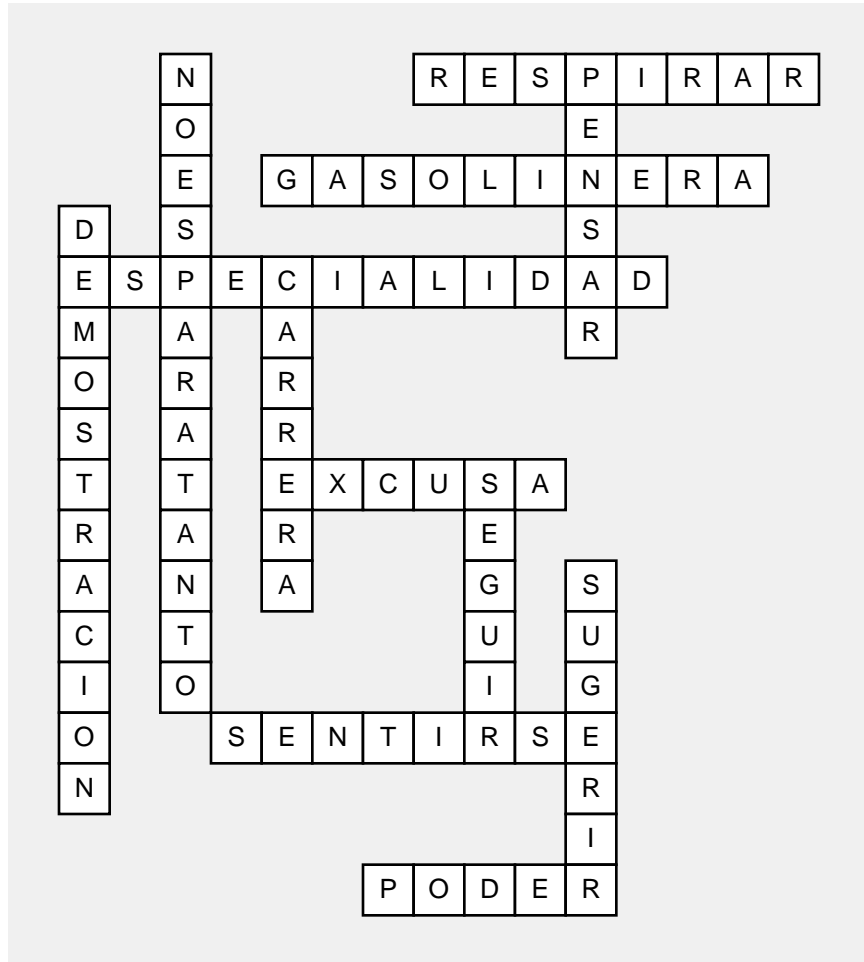 NOESPARATANTO
RESPIRAR
PENSAR
GASOLINERA
DEMOSTRACION
ESPECIALIDAD
CARRERA
EXCUSA
SEGUIR
SUGERIR
SENTIRSE
PODER